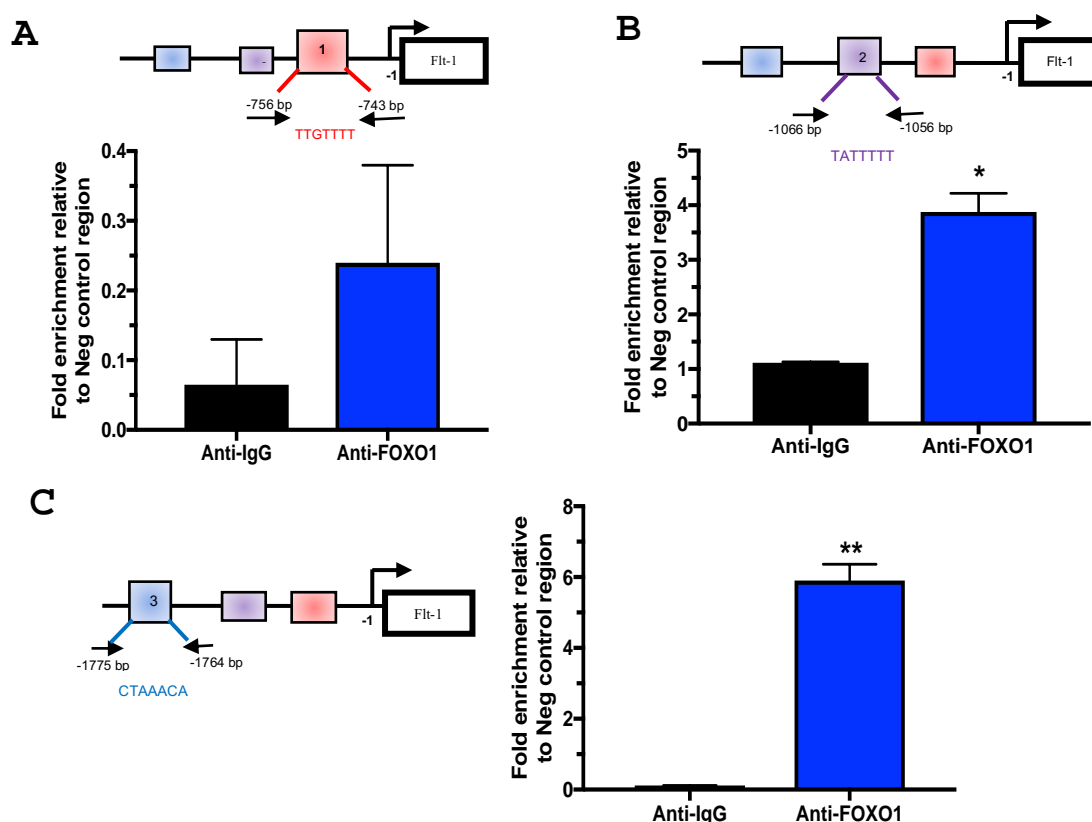 A
1
-
Flt-1
-1
-756 bp
-743 bp
TTGTTTT
Fold enrichment relative
to Neg control region
0.4
0.3
0.2
0.1
0.0
Anti-IgG
Anti-FOXO1
B
2
Flt-1
-1
-1066 bp
-1056 bp
TATTTTT
Fold enrichment relative
to Neg control region
5
4
3
2
1
0
*
Anti-IgG
Anti-FOXO1
C
3
Flt-1
-1
-1775 bp
-1764 bp
CTAAACA
Fold enrichment relative
to Neg control region
8
6
4
2
0
**
Anti-IgG
Anti-FOXO1